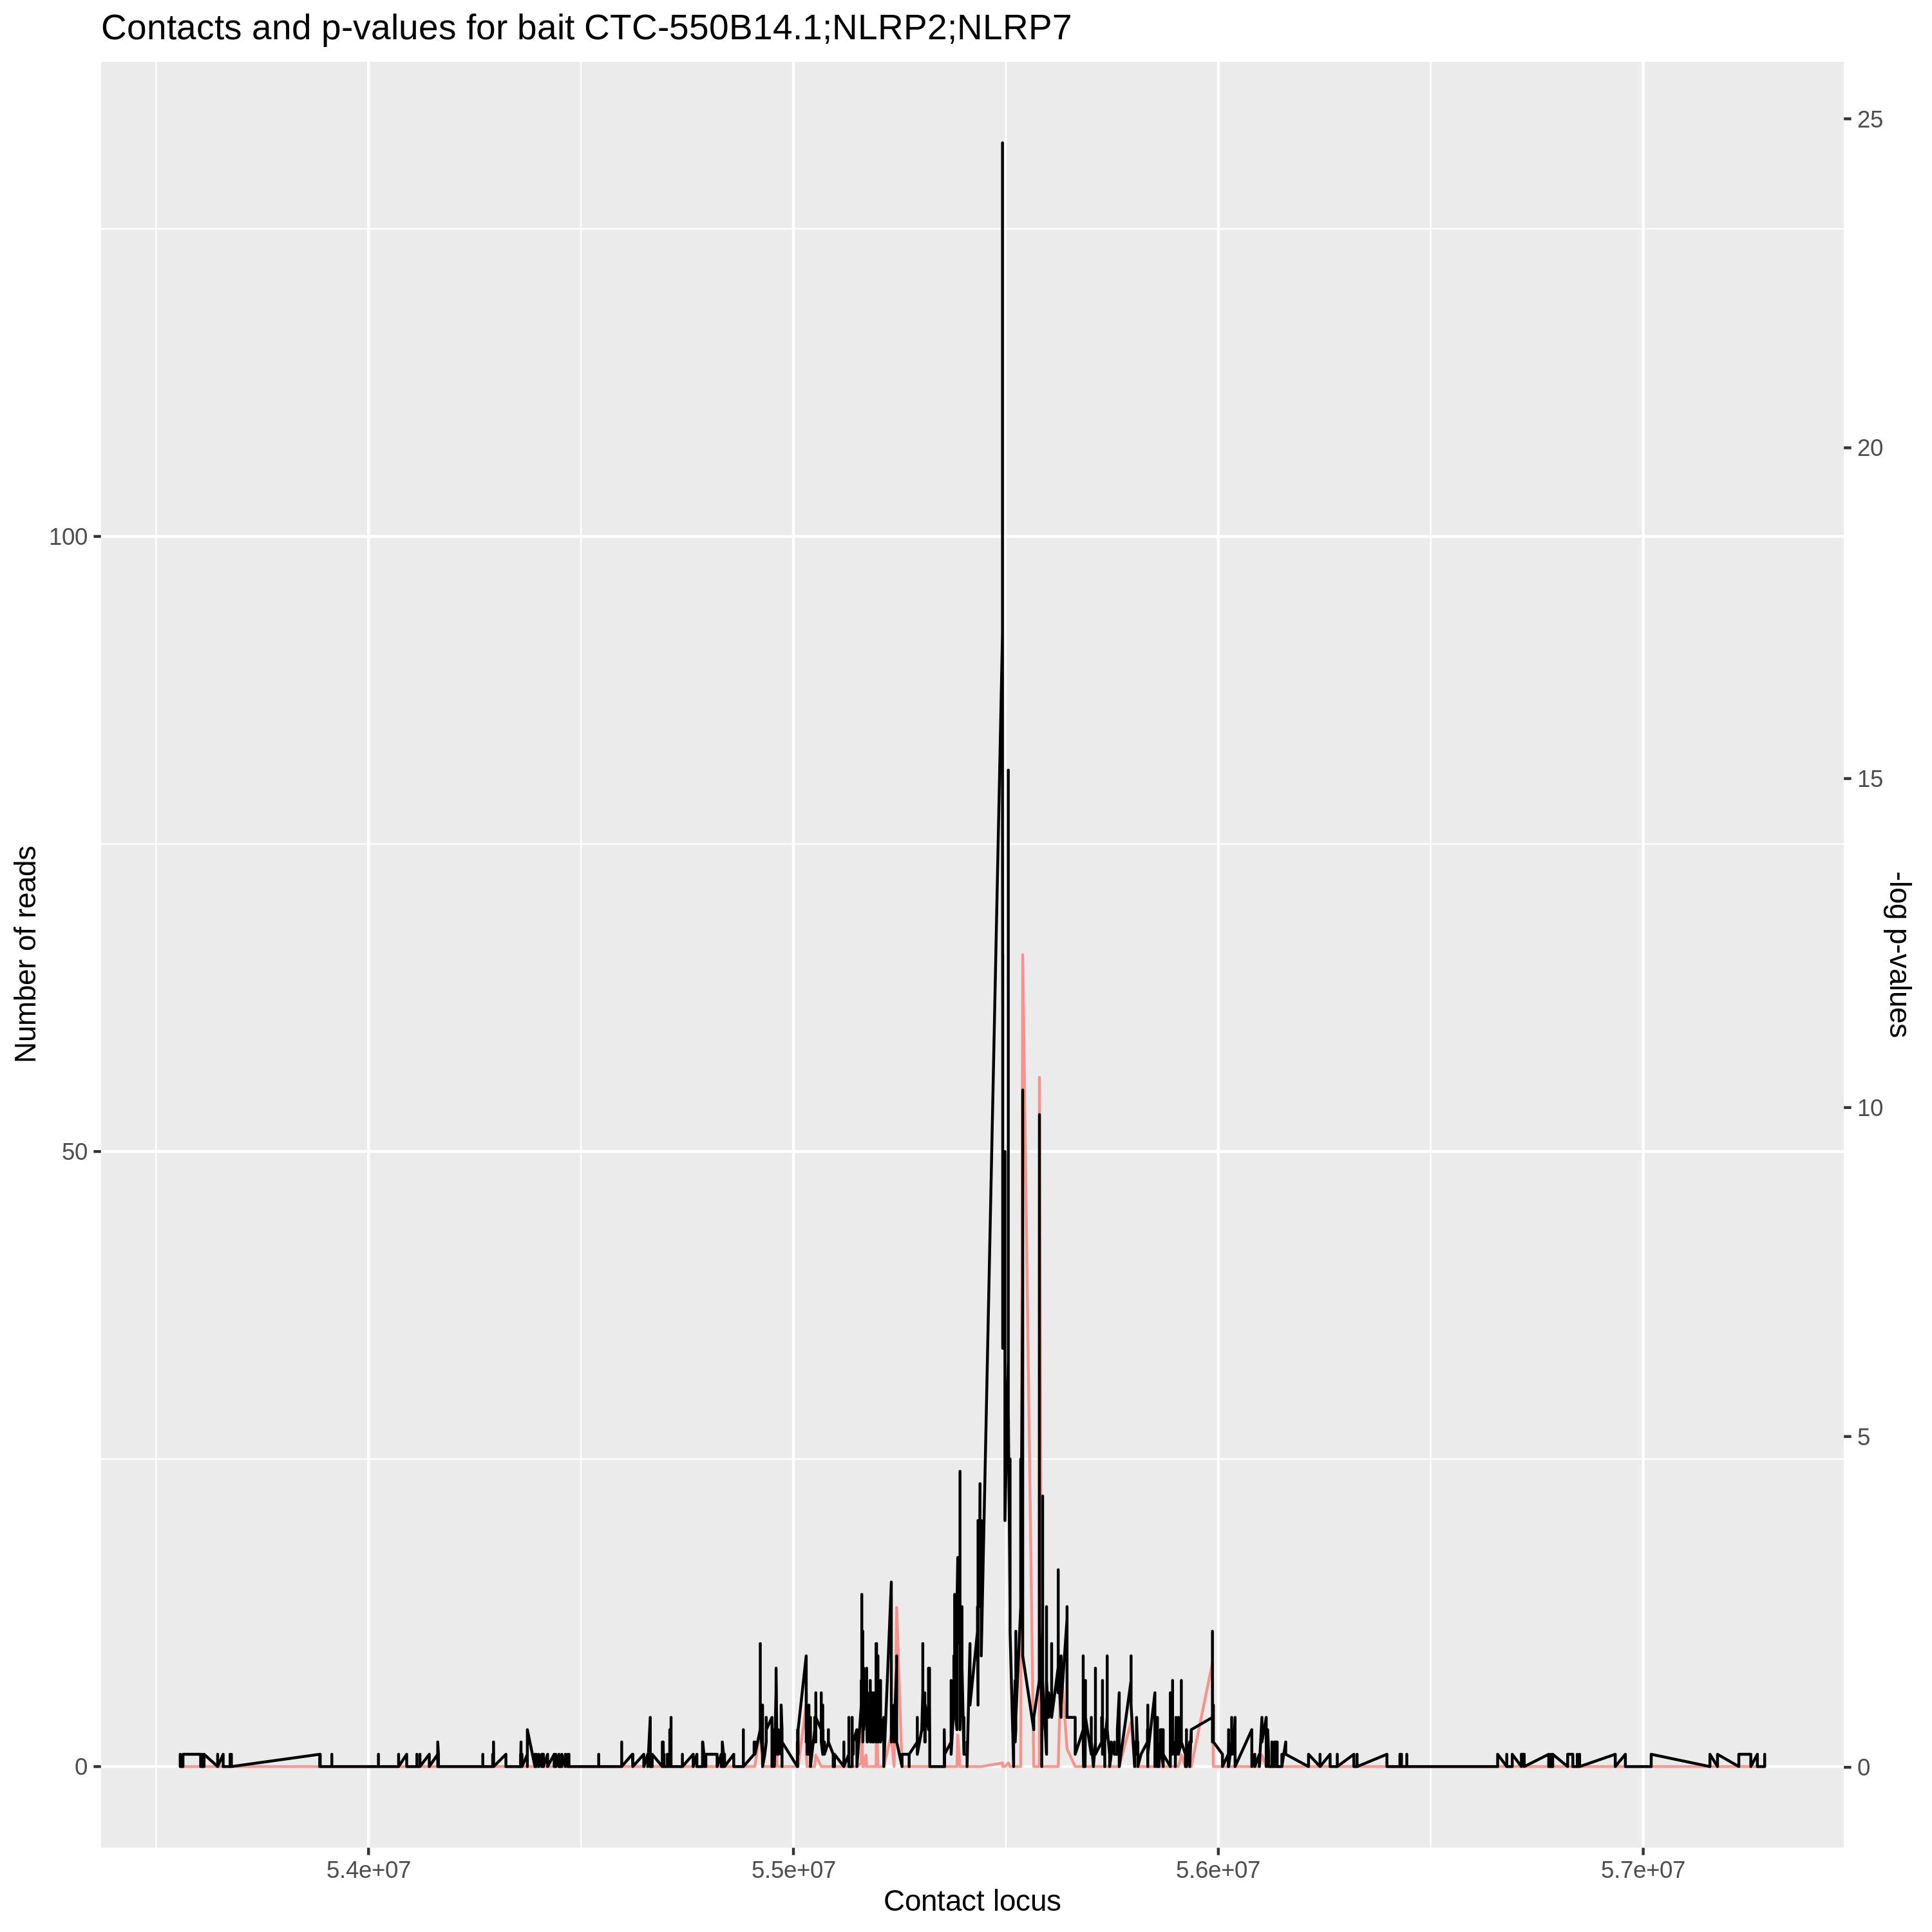 Contacts and p-values for bait CTC-550B14.1;NLRP2;NLRP7
Number of reads
100
50
0
25
20
15
10
5
0
-log p-values
5.4e+07
5.5e+07
5.6e+07
5.7e+07
Contact locus